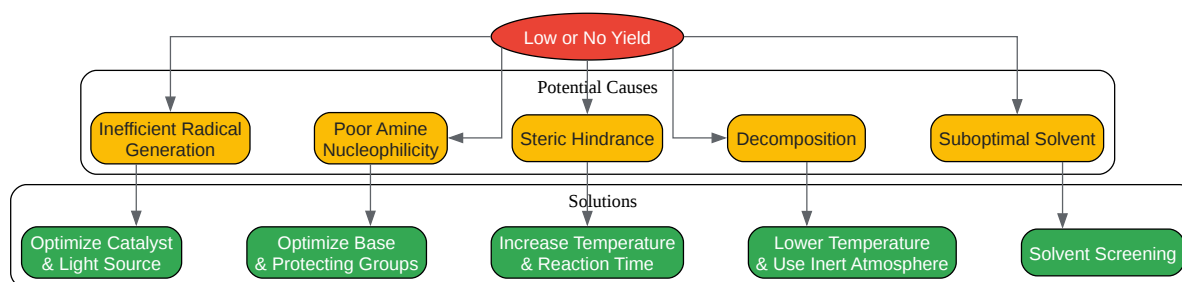 Low or No Yield
Potential Causes
Inefficient Radical
Generation
Poor Amine
Nucleophilicity
Steric Hindrance
Decomposition
Suboptimal Solvent
Solutions
Optimize Catalyst
& Light Source
Optimize Base
& Protecting Groups
Increase Temperature
& Reaction Time
Lower Temperature
& Use Inert Atmosphere
Solvent Screening